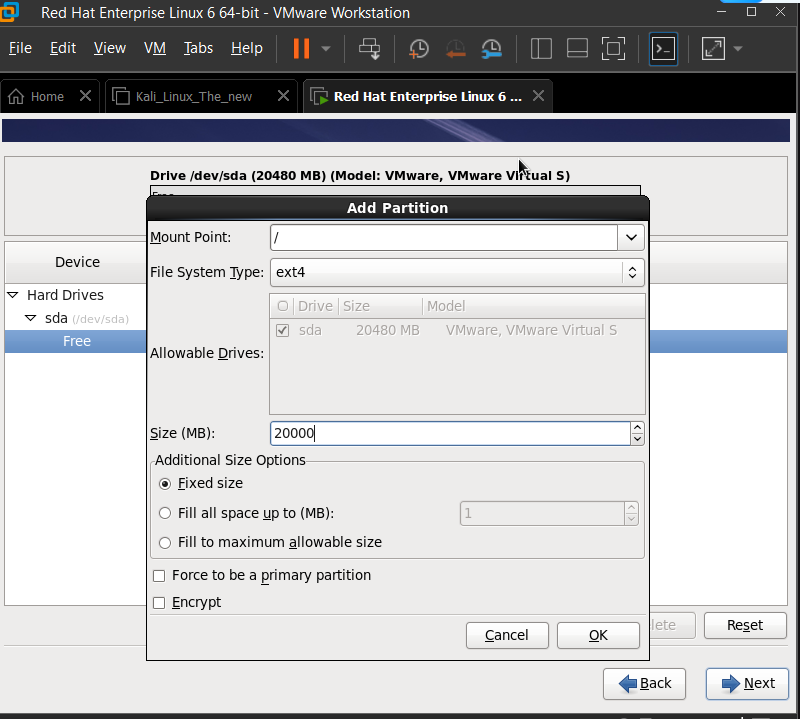 Red Hat Enterprise Linux 6 64-bit - VMware Workstation
File Edit View VM Tabs Help
Home Kali_Linux_The_new Red Hat Enterprise Linux 6 ...
Drive /dev/sda (20480 MB) (Model: VMware, VMware Virtual S)
Free
Add Partition
Mount Point: /
Device
File System Type: ext4
Drive Size Model
Hard Drives
sda (/dev/sda)
sda 20480 MB VMware, VMware Virtual S
Free
Allowable Drives:
Size (MB): 20000
Additional Size Options
Fixed size
Fill all space up to (MB): 1
Fill to maximum allowable size
Force to be a primary partition
Encrypt
Cancel OK
lete Reset
Back Next